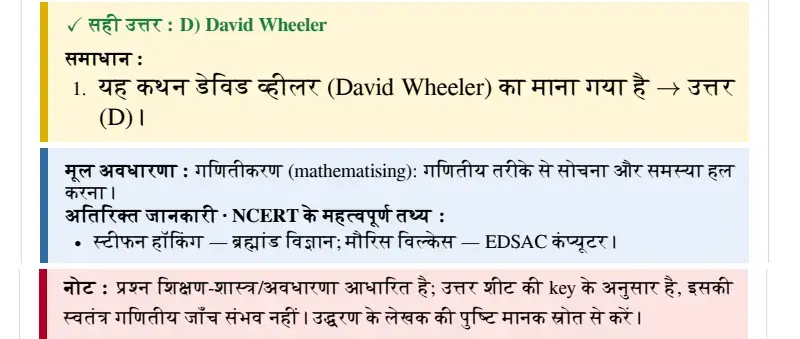 ✓ सही उत्तर : D) David Wheeler
समाधान :
1. यह कथन डेविड व्हीलर (David Wheeler) का माना गया है → उत्तर
(D)।
मूल अवधारणा : गणितीकरण (mathematising): गणितीय तरीके से सोचना और समस्या हल
करना।
अतिरिक्त जानकारी · NCERT के महत्वपूर्ण तथ्य :
• स्टीफन हॉकिंग — ब्रह्मांड विज्ञान; मौरिस विल्केस — EDSAC कंप्यूटर।
नोट : प्रश्न शिक्षण-शास्त्र/अवधारणा आधारित है; उत्तर शीट की key के अनुसार है, इसकी
स्वतंत्र गणितीय जाँच संभव नहीं। उद्धरण के लेखक की पुष्टि मानक स्रोत से करें।